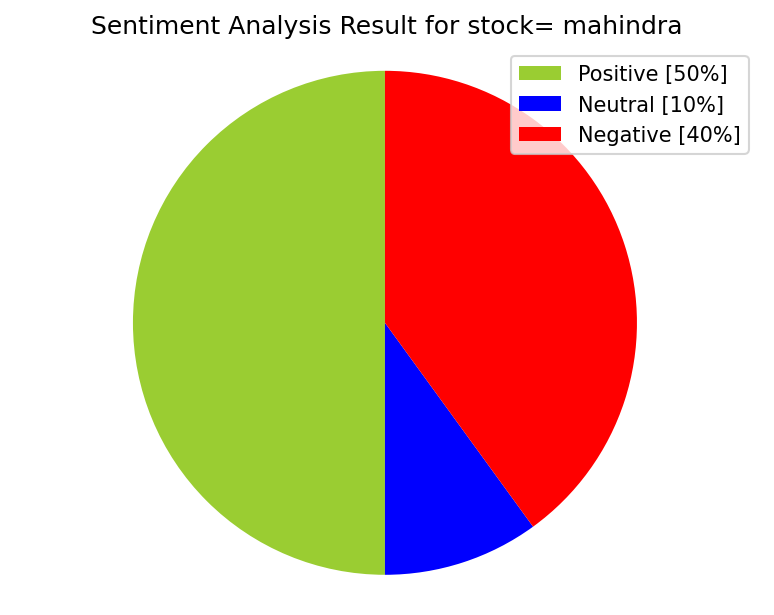 Sentiment Analysis Result for stock= mahindra
Positive [50%]
Neutral [10%]
Negative [40%]